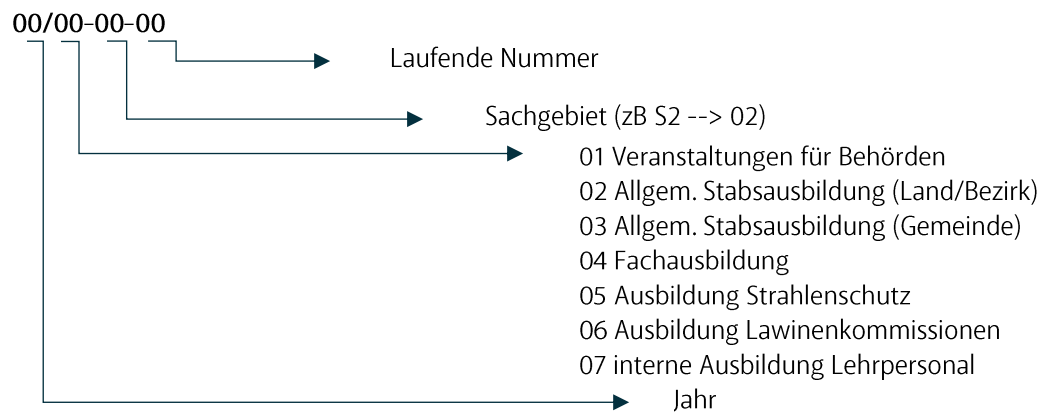 00/00-00-00
Laufende Nummer
Sachgebiet (zB S2 --> 02)
01 Veranstaltungen für Behörden
02 Allgem. Stabsausbildung (Land/Bezirk)
03 Allgem. Stabsausbildung (Gemeinde)
04 Fachausbildung
05 Ausbildung Strahlenschutz
06 Ausbildung Lawinenkommissionen
07 interne Ausbildung Lehrpersonal
Jahr